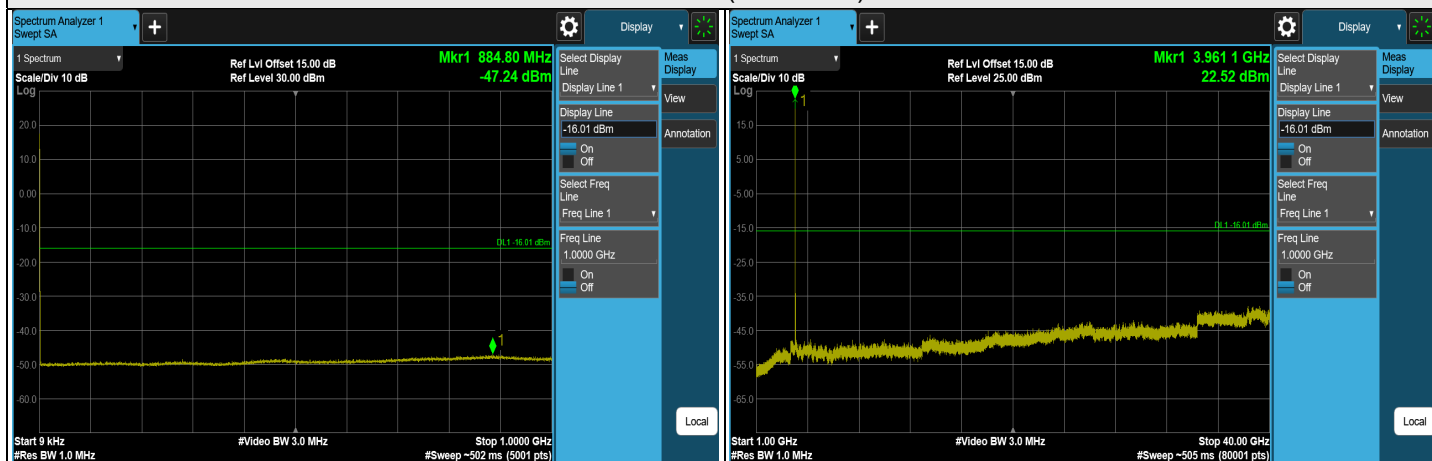 Spectrum Analyzer 1
Swept SA
+
Display
1 Spectrum
Scale/Div 10 dB
Log
Ref Lvl Offset 15.00 dB
Ref Level 30.00 dBm
Mkr1 884.80 MHz
-47.24 dBm
20.0
10.0
0.00
-10.0
-20.0
-30.0
-40.0
-50.0
-60.0
DL1 -16.01 dBm
1
Start 9 kHz
#Res BW 1.0 MHz
#Video BW 3.0 MHz
Stop 1.0000 GHz
#Sweep ~502 ms (5001 pts)
Select Display
Line
Display Line 1
Display Line
-16.01 dBm
On
Off
Select Freq
Line
Freq Line 1
Freq Line
1.0000 GHz
On
Off
Meas
Display
View
Annotation
Local
Spectrum Analyzer 1
Swept SA
+
Display
1 Spectrum
Scale/Div 10 dB
Log
Ref Lvl Offset 15.00 dB
Ref Level 25.00 dBm
Mkr1 3.961 1 GHz
22.52 dBm
1
15.0
5.00
-5.00
-15.0
-25.0
-35.0
-45.0
-55.0
-65.0
DL1 -16.01 dBm
Start 1.00 GHz
#Res BW 1.0 MHz
#Video BW 3.0 MHz
Stop 40.00 GHz
#Sweep ~505 ms (80001 pts)
Select Display
Line
Display Line 1
Display Line
-16.01 dBm
On
Off
Select Freq
Line
Freq Line 1
Freq Line
1.0000 GHz
On
Off
Meas
Display
View
Annotation
Local